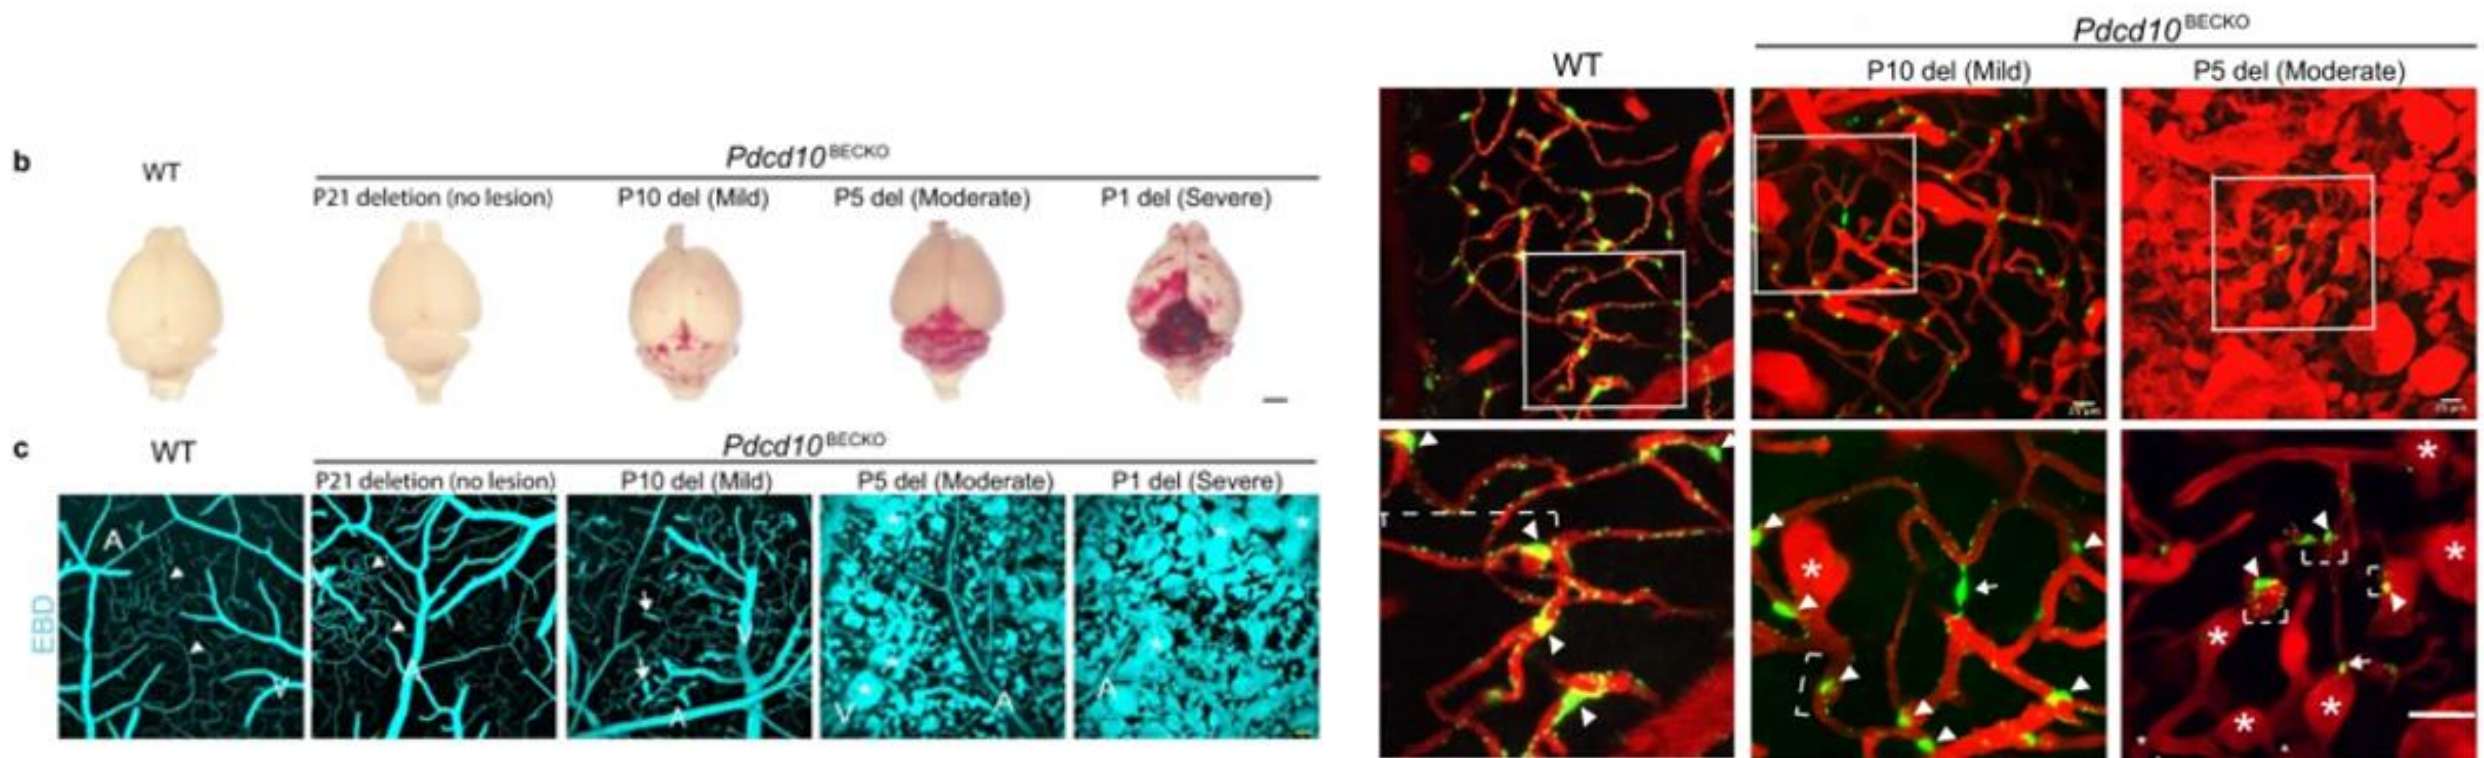 b
WT
Pdcd10BECKO
P21 deletion (no lesion) P10 del (Mild) P5 del (Moderate) P1 del (Severe)
c
WT
Pdcd10BECKO
P21 deletion (no lesion) P10 del (Mild) P5 del (Moderate) P1 del (Severe)
EBD
A
V
A
V
A
V
A
A
Pdcd10BECKO
WT
P10 del (Mild) P5 del (Moderate)